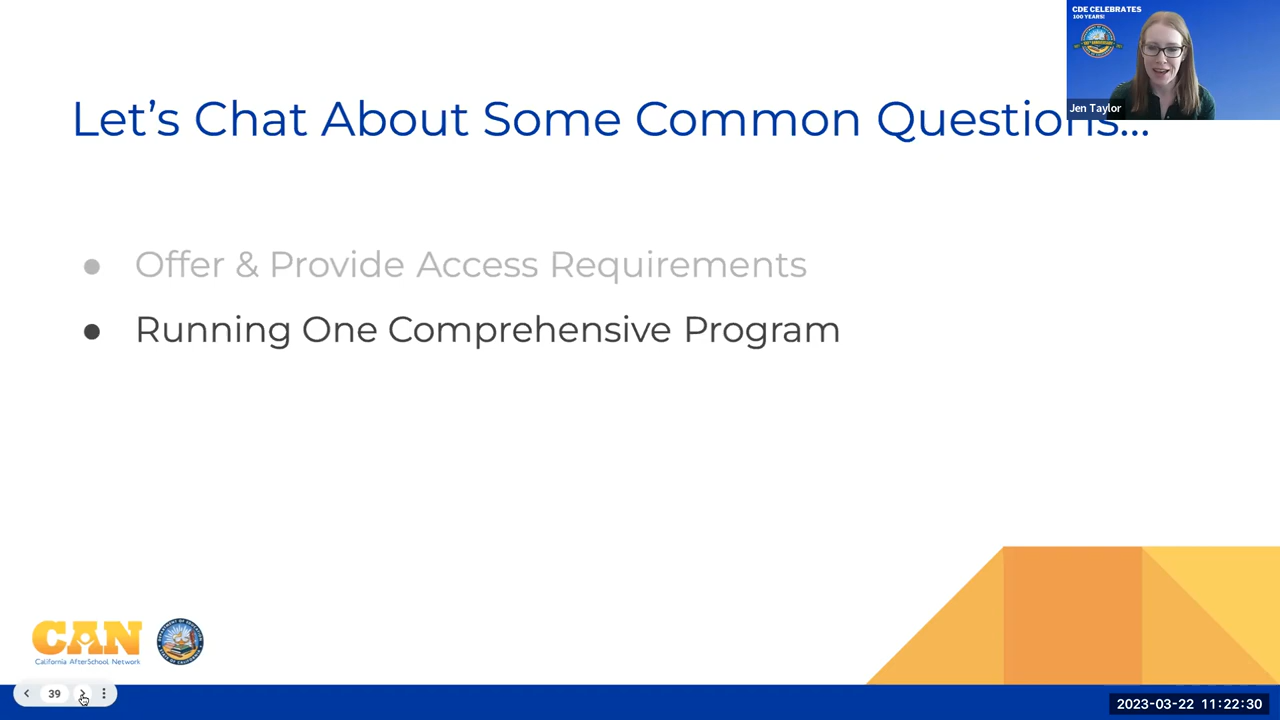 CDE CELEBRATES
100 YEARS!
Jen Taylor
Let's Chat About Some Common Questions...
● Offer & Provide Access Requirements
● Running One Comprehensive Program
CAN
California AfterSchool Network
39
2023-03-22 11:22:30